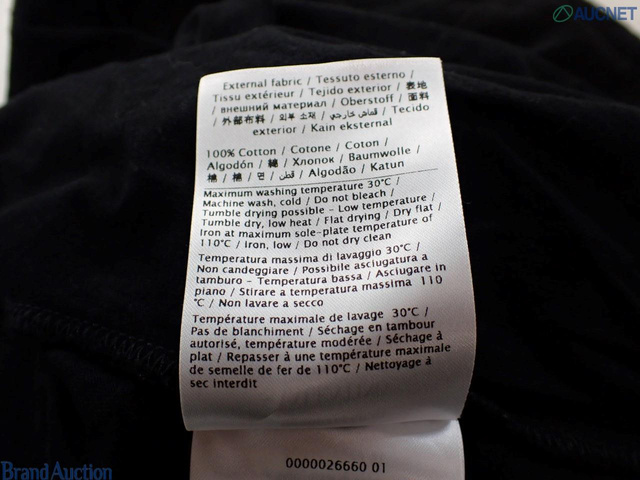 AUCNET
External fabric / Tessuto esterno /
Tissu extérieur / Tejido exterior / 表地
/ внешний материал / Oberstoff / 面料
/ 外部布料 / 외부 소재 / قماش خارجي / Tecido
exterior / Kain eksternal
100% Cotton / Cotone / Coton /
Algodón / 綿 / Хлопок / Baumwolle /
棉 / 棉 / 면 / قطن / Algodão / Katun
Maximum washing temperature 30°C /
Machine wash, cold / Do not bleach /
Tumble drying possible - Low temperature /
Tumble dry, low heat / Flat drying / Dry flat /
Iron at maximum sole-plate temperature of
110°C / Iron, low / Do not dry clean
Temperatura massima di lavaggio 30°C /
Non candeggiare / Possibile asciugatura a
tamburo - Temperatura bassa / Asciugare in
piano / Stirare a temperatura massima 110
°C / Non lavare a secco
Température maximale de lavage 30°C /
Pas de blanchiment / Séchage en tambour
autorisé, température modérée / Séchage à
plat / Repasser à une température maximale
de semelle de fer de 110°C / Nettoyage à
sec interdit
0000026660 01
Brand Auction